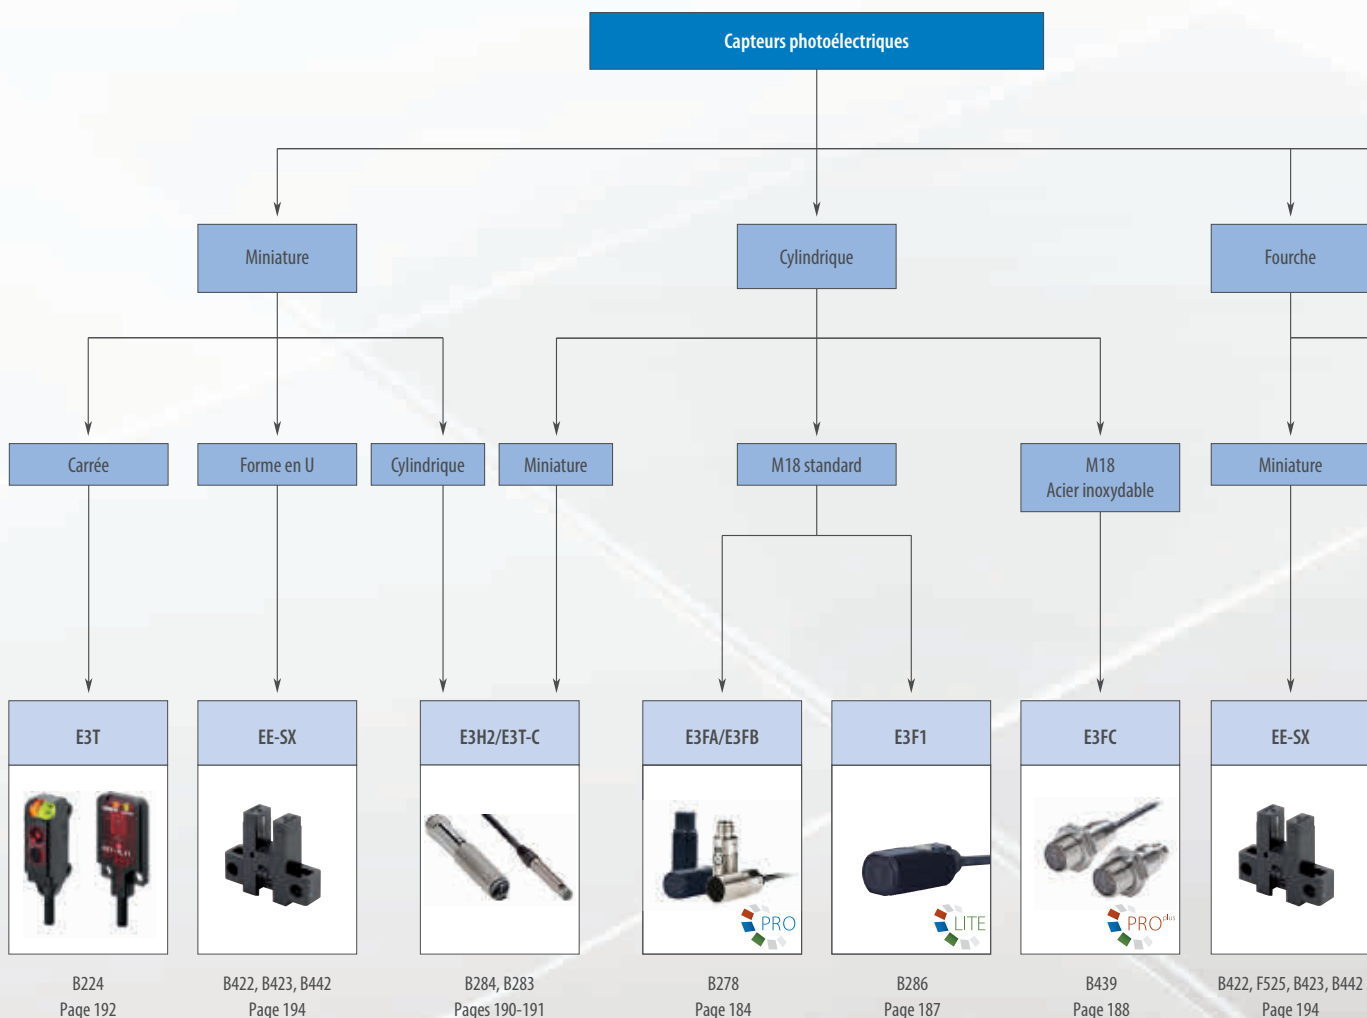 Capteurs photoélectriques
Miniature
Cylindrique
Fourche
Carrée
Forme en U
Cylindrique
Miniature
M18 standard
M18
Acier inoxydable
Miniature
E3T
EE-SX
E3H2/E3T-C
E3FA/E3FB
E3F1
E3FC
EE-SX
PRO
LITE
PRO plus
B224
Page 192
B422, B423, B442
Page 194
B284, B283
Pages 190-191
B278
Page 184
B286
Page 187
B439
Page 188
B422, F525, B423, B442
Page 194